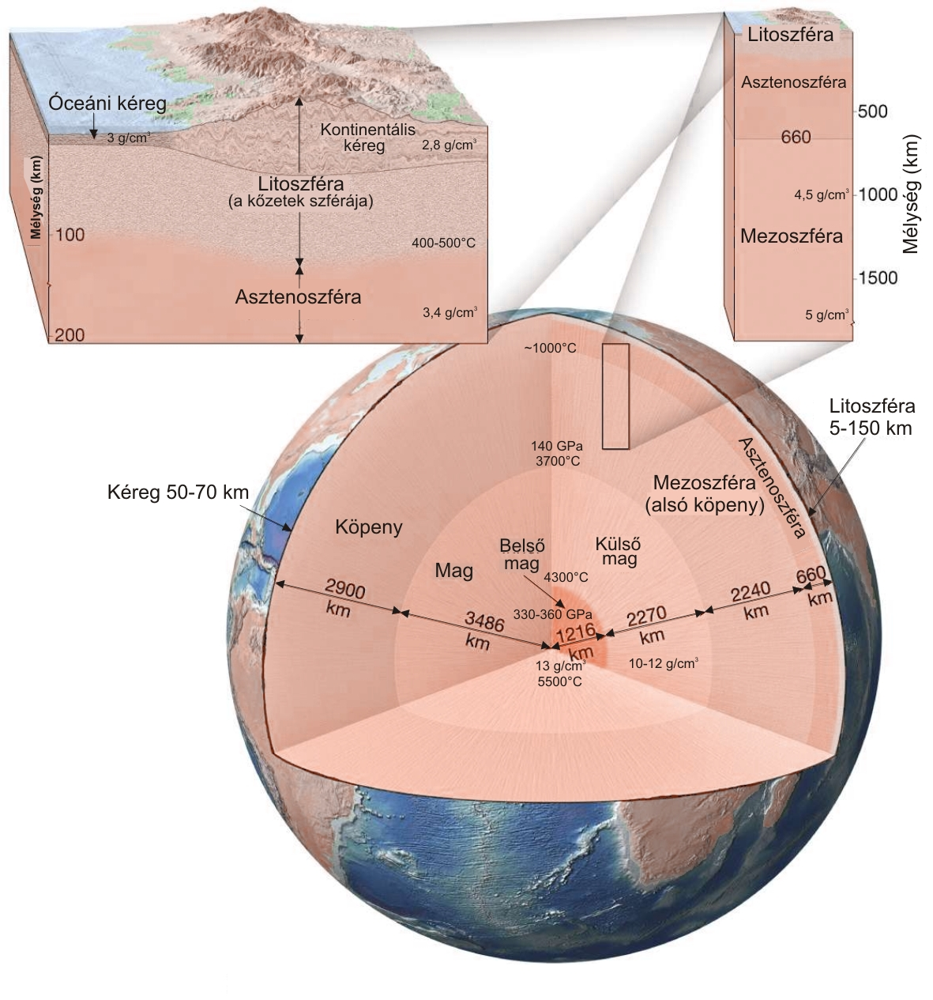 Óceáni kéreg
3 g/cm³
Kontinentális
kéreg
2,8 g/cm³
Litoszféra
(a kőzetek szférája)
Mélység (km)
100
400-500°C
Asztenoszféra
3,4 g/cm³
200
Litoszféra
Asztenoszféra
500
660
4,5 g/cm³
1000
Mezoszféra
1500
5 g/cm³
Mélység (km)
~1000°C
Litoszféra
5-150 km
140 GPa
3700°C
Asztenoszféra
Mezoszféra
(alsó köpeny)
Kéreg 50-70 km
Köpeny
Belső
mag
Külső
mag
Mag
4300°C
2900
km
3486
km
330-360 GPa
1216
km
2270
km
2240
km
660
km
13 g/cm³
5500°C
10-12 g/cm³